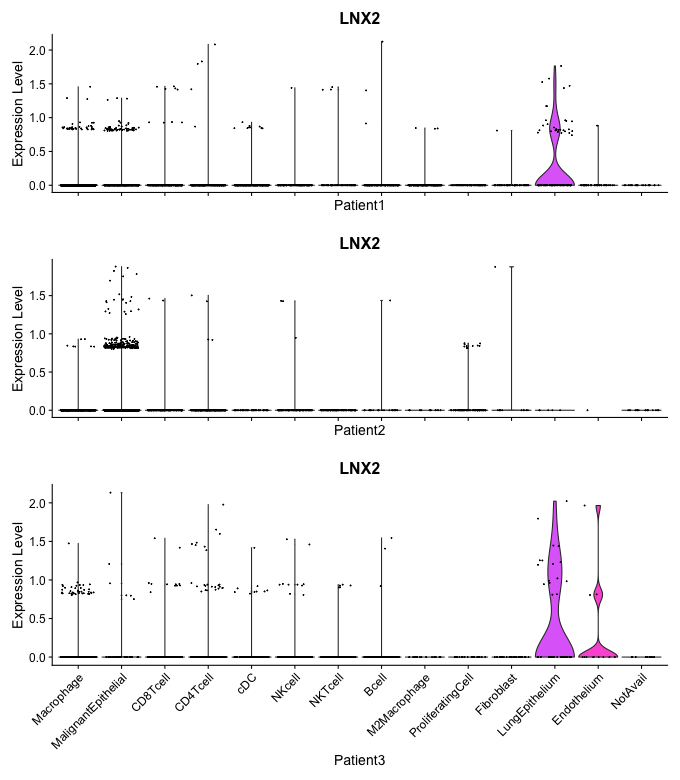 LNX2
Expression Level
2.0
1.5
1.0
0.5
0.0
Patient1
LNX2
Expression Level
1.5
1.0
0.5
0.0
Patient2
LNX2
Expression Level
2.0
1.5
1.0
0.5
0.0
Macrophage
MalignantEpithelial
CD8Tcell
CD4Tcell
cDC
NKcell
NKTcell
Bcell
M2Macrophage
ProliferatingCell
Fibroblast
LungEpithelium
Endothelium
NotAvail
Patient3